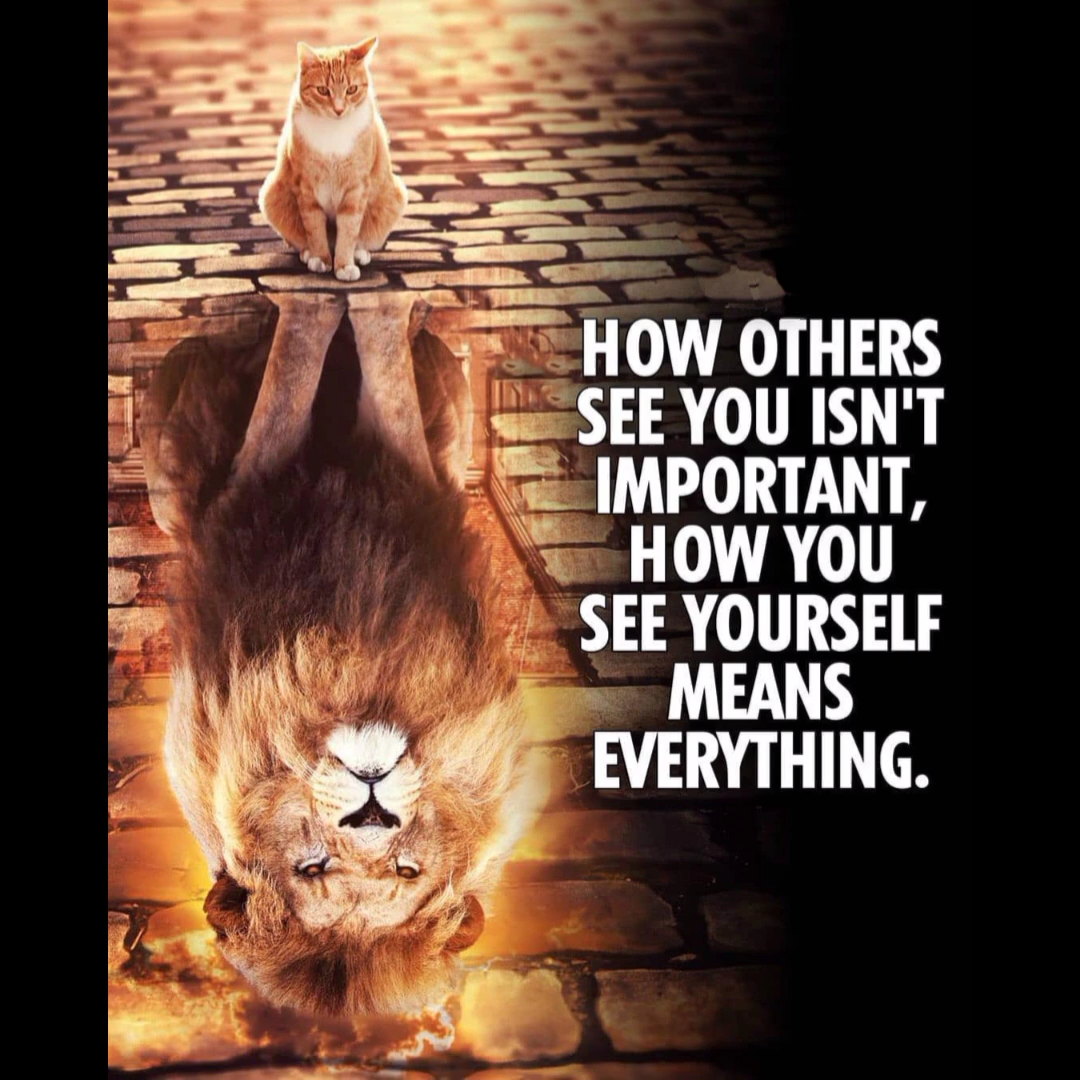 HOW OTHERS
SEE YOU ISN'T
IMPORTANT,
HOW YOU
SEE YOURSELF
MEANS
EVERYTHING.